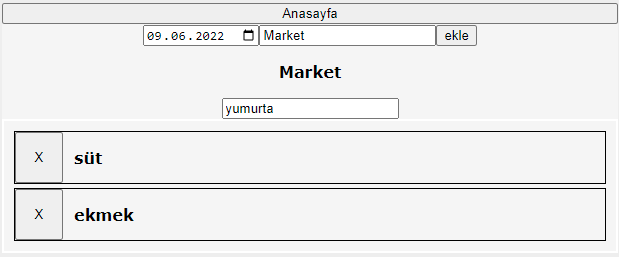 Anasayfa
09.06.2022 Market ekle
Market
yumurta
X süt
X ekmek